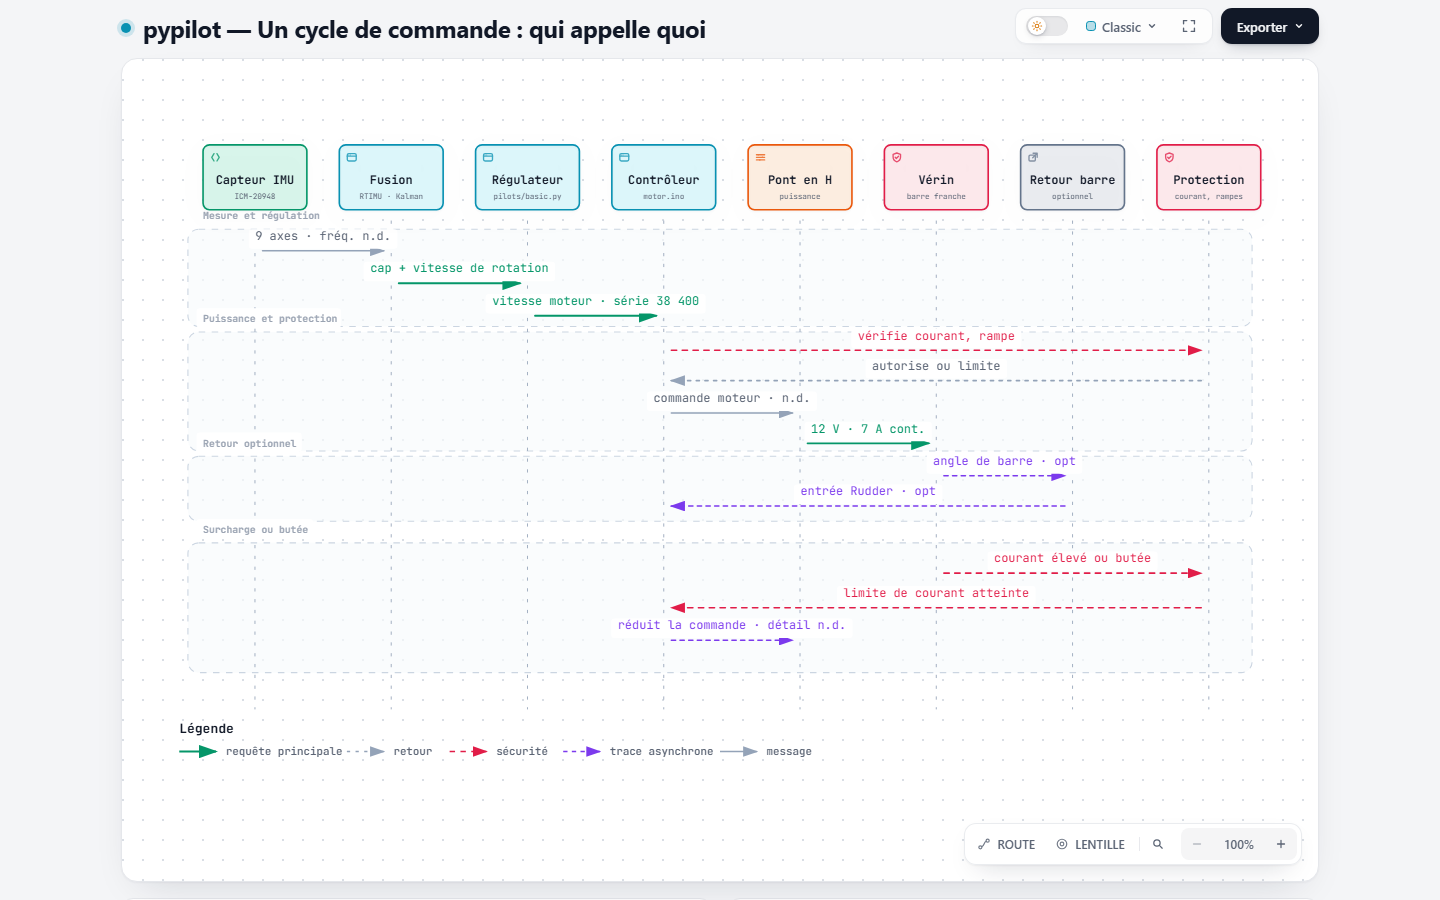 pypilot — Un cycle de commande : qui appelle quoi
Classic
Exporter
Capteur IMU
ICM-20948
Fusion
RTIMU · Kalman
Régulateur
pilots/basic.py
Contrôleur
motor.ino
Pont en H
puissance
Vérin
barre franche
Retour barre
optionnel
Protection
courant, rampes
Mesure et régulation
9 axes · fréq. n.d.
cap + vitesse de rotation
vitesse moteur · série 38 400
Puissance et protection
vérifie courant, rampe
autorise ou limite
commande moteur · n.d.
12 V · 7 A cont.
Retour optionnel
angle de barre · opt
entrée Rudder · opt
Surcharge ou butée
courant élevé ou butée
limite de courant atteinte
réduit la commande · détail n.d.
Légende
requête principale
retour
sécurité
trace asynchrone
message
ROUTE
LENTILLE
− 100% +